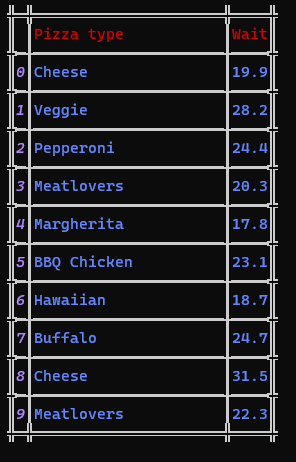 Pizza type Wait
0 Cheese 19.9
1 Veggie 28.2
2 Pepperoni 24.4
3 Meatlovers 20.3
4 Margherita 17.8
5 BBQ Chicken 23.1
6 Hawaiian 18.7
7 Buffalo 24.7
8 Cheese 31.5
9 Meatlovers 22.3